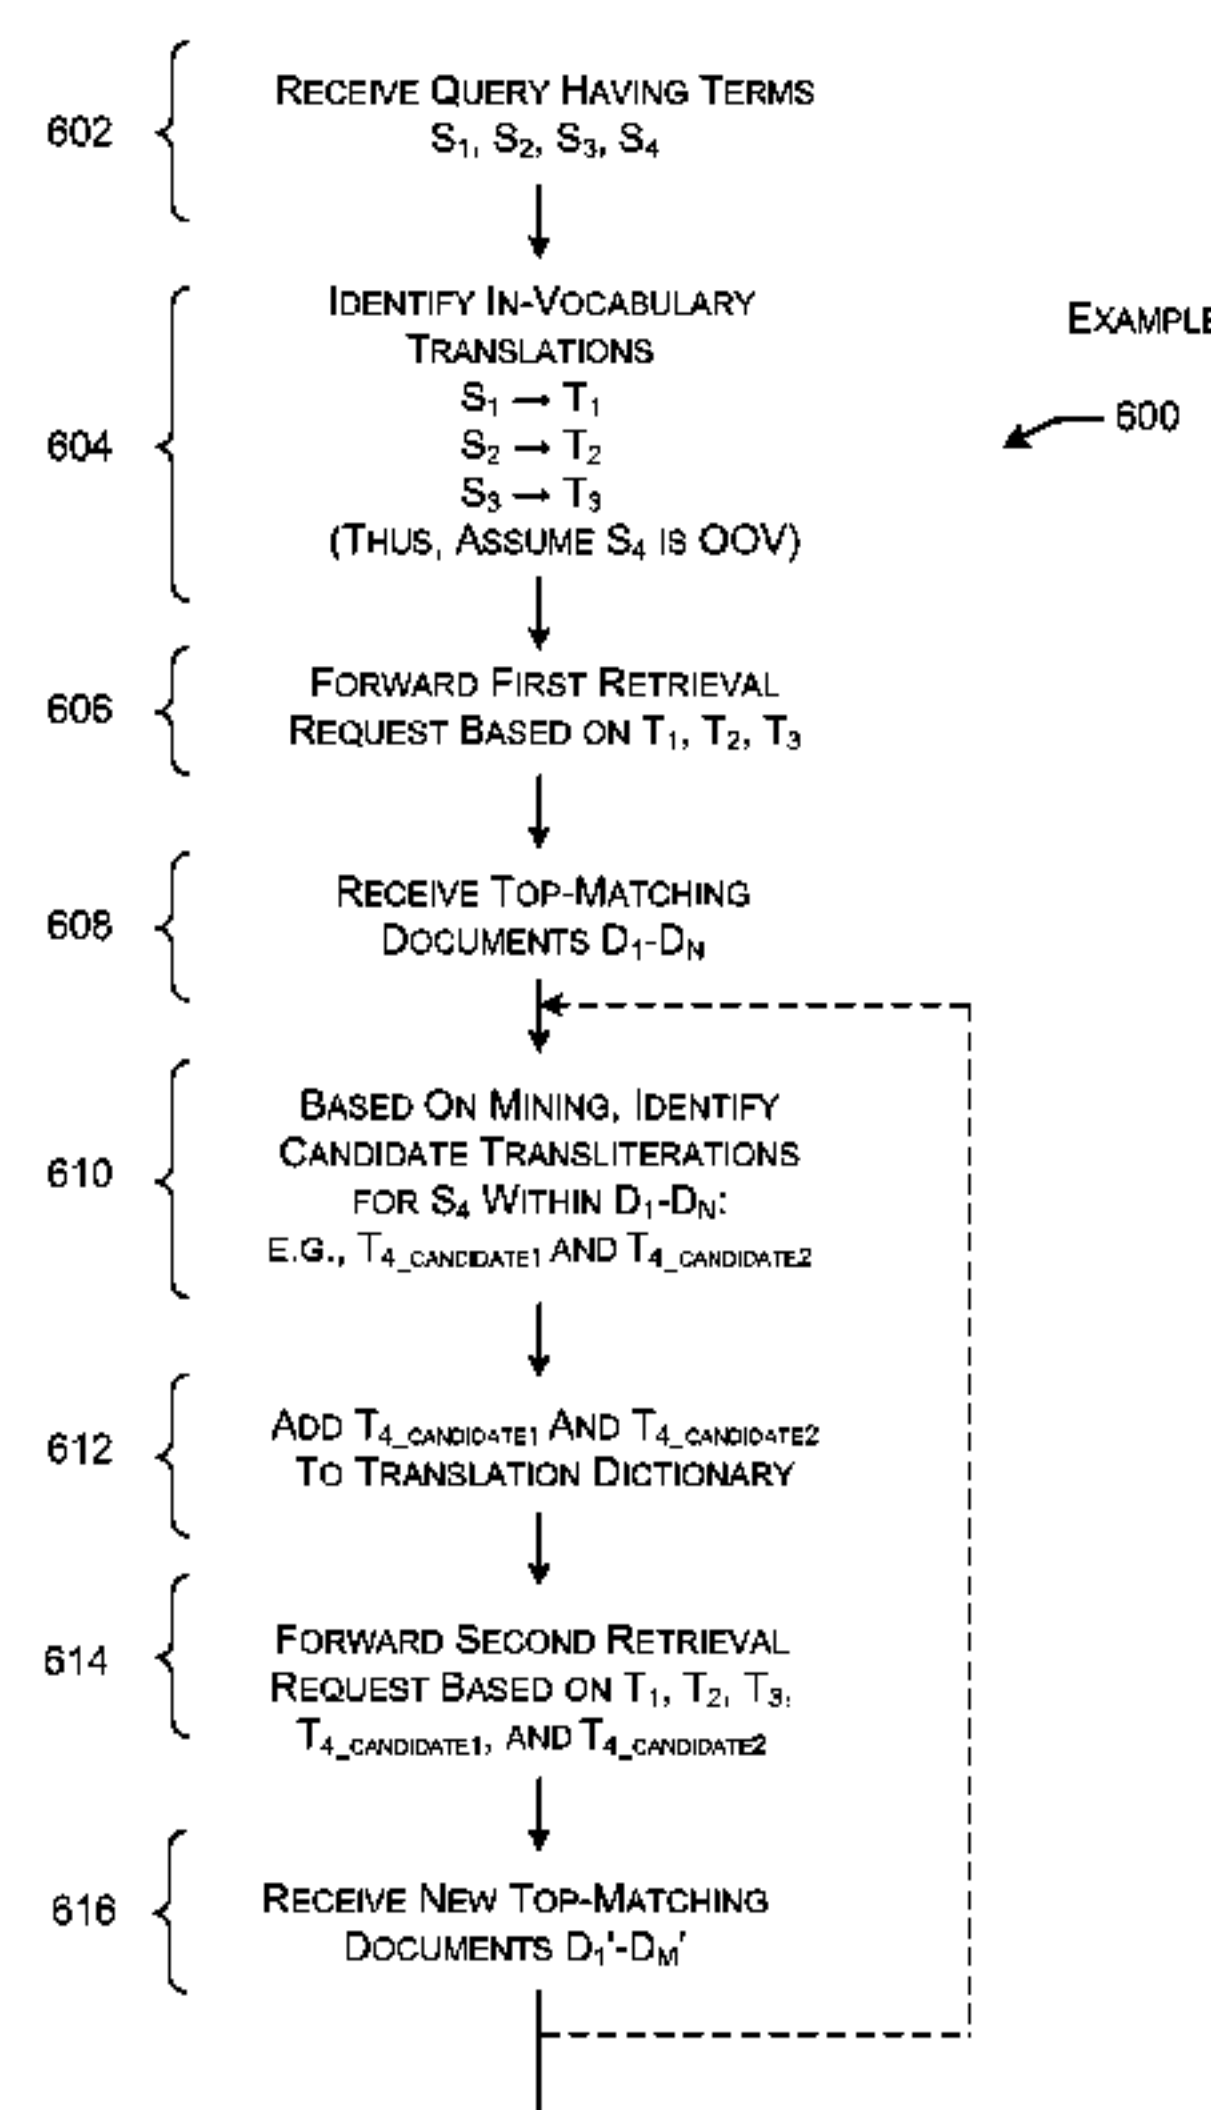 602
RECEIVE QUERY HAVING TERMS
S1, S2, S3, S4
604
IDENTIFY IN-VOCABULARY
TRANSLATIONS
S1 → T1
S2 → T2
S3 → T3
(THUS, ASSUME S4 IS OOV)
EXAMPLE
600
606
FORWARD FIRST RETRIEVAL
REQUEST BASED ON T1, T2, T3
608
RECEIVE TOP-MATCHING
DOCUMENTS D1-DN
610
BASED ON MINING, IDENTIFY
CANDIDATE TRANSLITERATIONS
FOR S4 WITHIN D1-DN:
E.G., T4_CANDIDATE1 AND T4_CANDIDATE2
612
ADD T4_CANDIDATE1 AND T4_CANDIDATE2
TO TRANSLATION DICTIONARY
614
FORWARD SECOND RETRIEVAL
REQUEST BASED ON T1, T2, T3,
T4_CANDIDATE1, AND T4_CANDIDATE2
616
RECEIVE NEW TOP-MATCHING
DOCUMENTS D1'-DM'